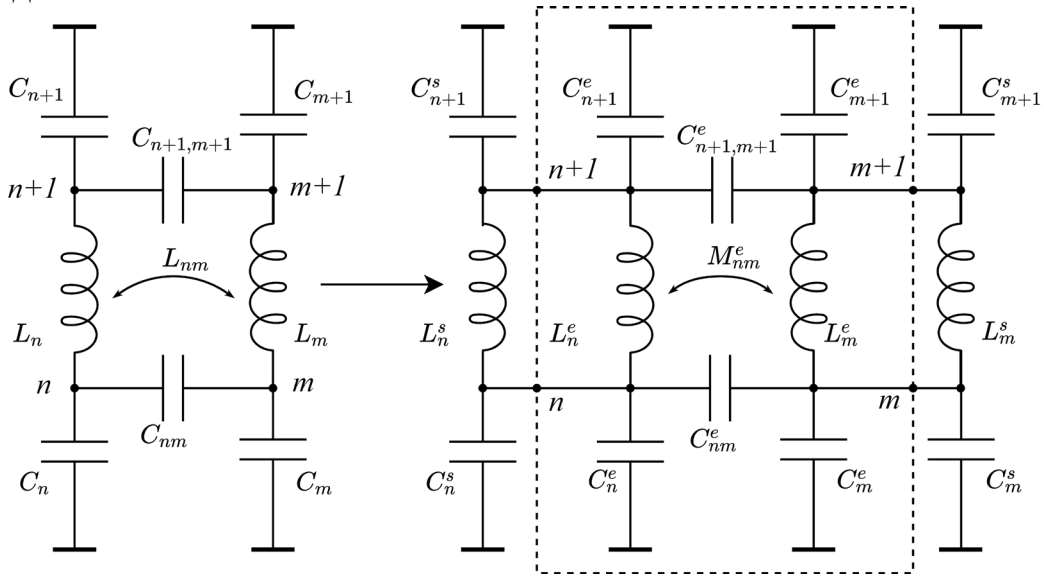 C_{n+1} C_{m+1} C^s_{n+1} C^e_{n+1} C^e_{m+1} C^s_{m+1}
C_{n+1,m+1} C^e_{n+1,m+1}
n+1 m+1 n+1 m+1
L_{nm} M^e_{nm}
L_n L_m L^s_n L^e_n L^e_m L^s_m
n m n m
C_{nm} C^e_{nm}
C_n C_m C^s_n C^e_n C^e_m C^s_m